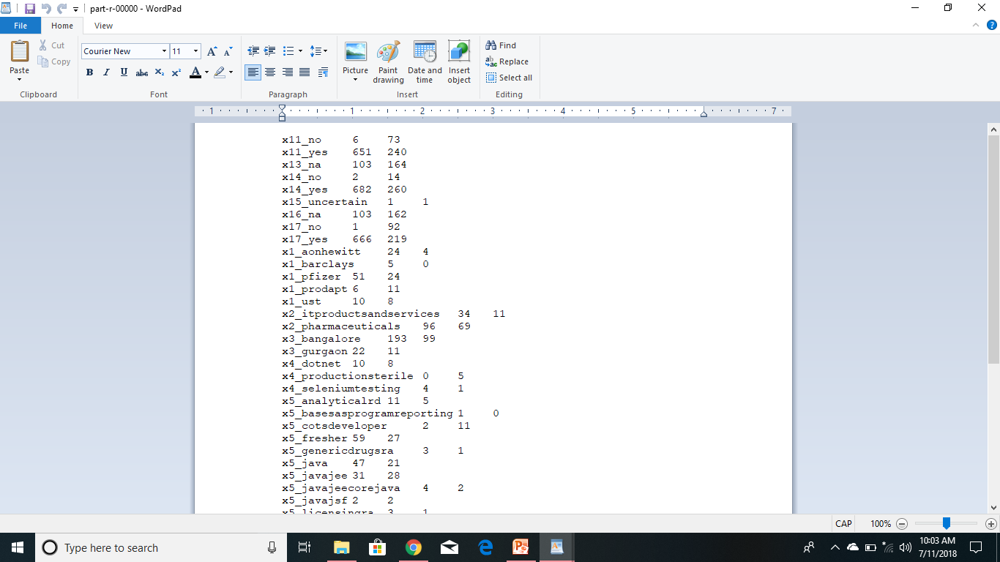 part-r-00000 - WordPad
File Home View
Paste
Cut
Copy
Clipboard
Courier New 11
Font
Paragraph
Picture
Paint drawing
Date and time
Insert object
Insert
Find
Replace
Select all
Editing
1 1 2 3 4 5 7
x11_no 6 73
x11_yes 651 240
x13_na 103 164
x14_no 2 14
x14_yes 682 260
x15_uncertain 1 1
x16_na 103 162
x17_no 1 92
x17_yes 666 219
x1_aonhewitt 24 4
x1_barclays 5 0
x1_pfizer 51 24
x1_prodapt 6 11
x1_ust 10 8
x2_itproductsandservices 34 11
x2_pharmaceuticals 96 69
x3_bangalore 193 99
x3_gurgaon 22 11
x4_dotnet 10 8
x4_productionsterile 0 5
x4_seleniumtesting 4 1
x5_analyticalrd 11 5
x5_basesasprogramreporting 1 0
x5_cotsdeveloper 2 11
x5_fresher 59 27
x5_genericdrugsra 3 1
x5_java 47 21
x5_javajee 31 28
x5_javajeecorejava 4 2
x5_javajsf 2 2
x5_licensingra 3 1
CAP 100%
Type here to search
10:03 AM
7/11/2018